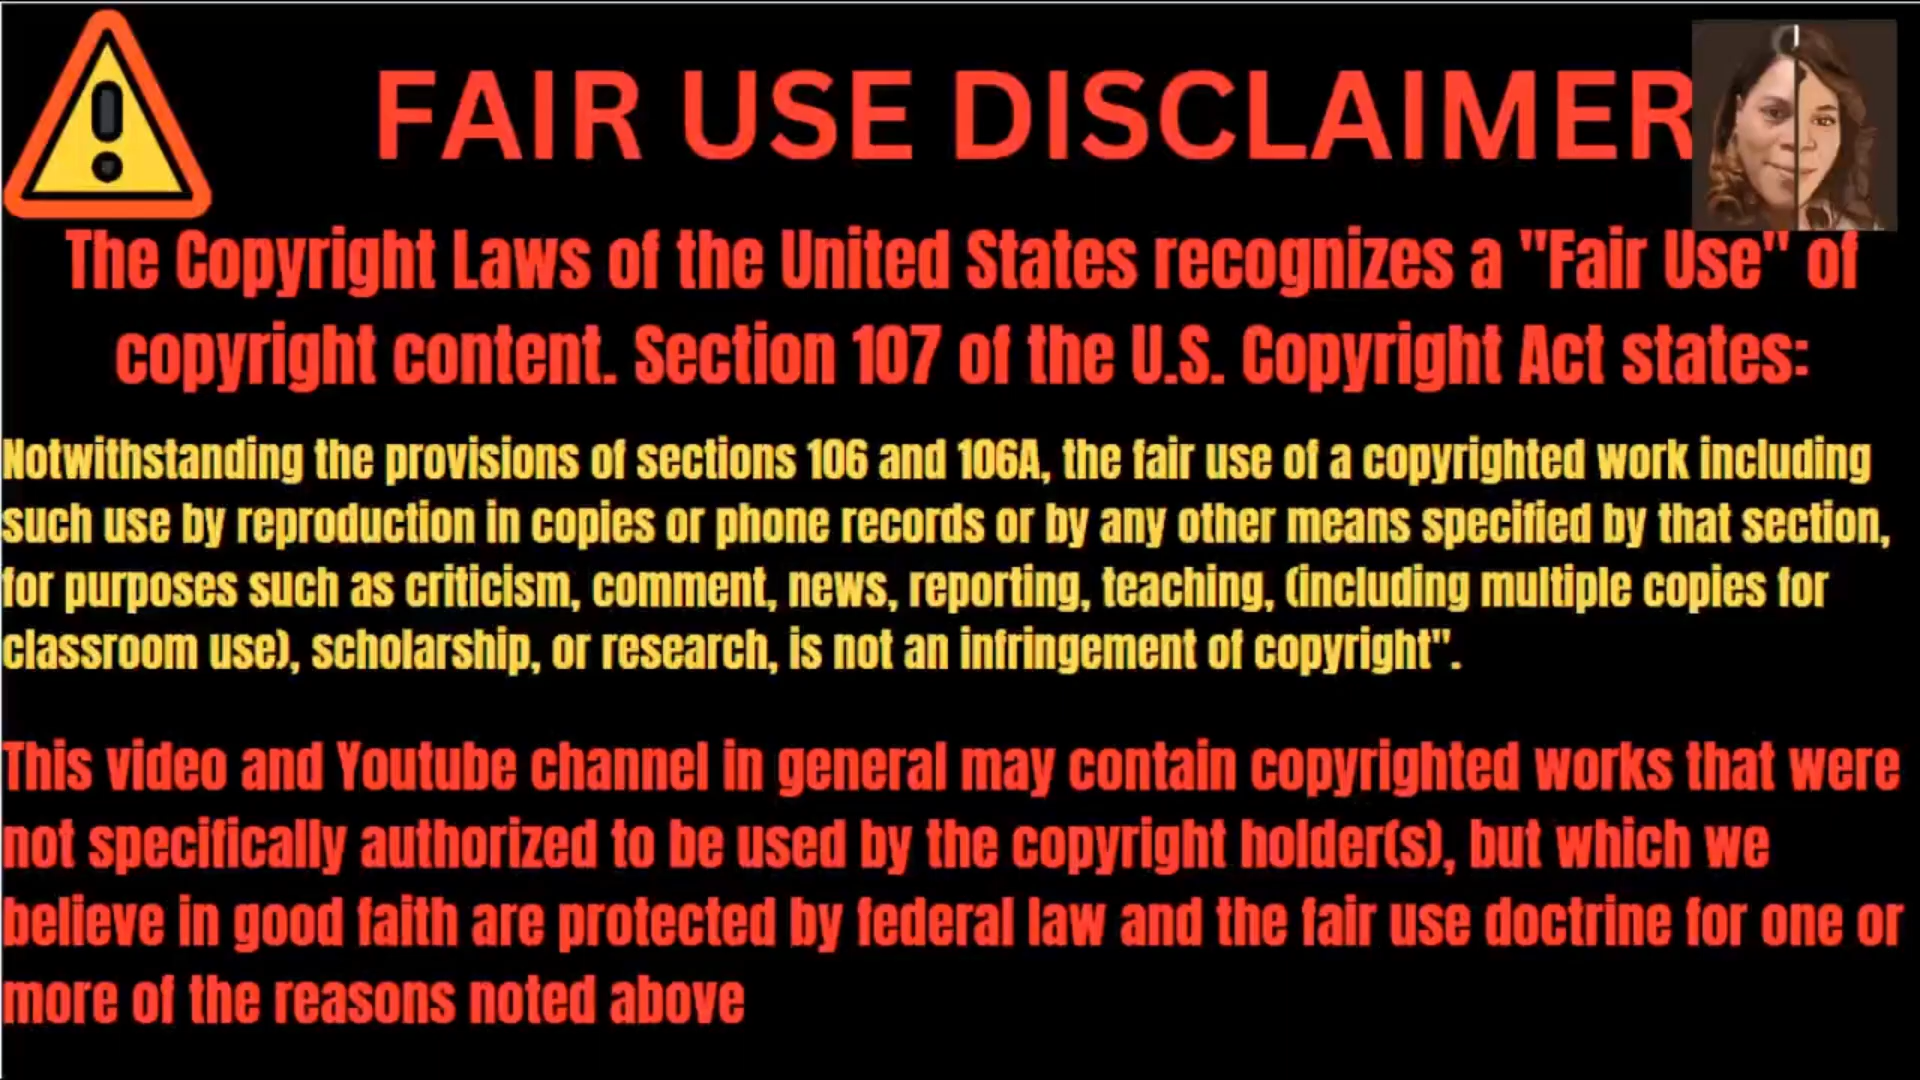 FAIR USE DISCLAIMER
The Copyright Laws of the United States recognizes a "Fair Use" of
copyright content. Section 107 of the U.S. Copyright Act states:
Notwithstanding the provisions of sections 106 and 106A, the fair use of a copyrighted work including
such use by reproduction in copies or phone records or by any other means specified by that section,
for purposes such as criticism, comment, news, reporting, teaching, (including multiple copies for
classroom use), scholarship, or research, is not an infringement of copyright".
This video and Youtube channel in general may contain copyrighted works that were
not specifically authorized to be used by the copyright holder(s), but which we
believe in good faith are protected by federal law and the fair use doctrine for one or
more of the reasons noted above